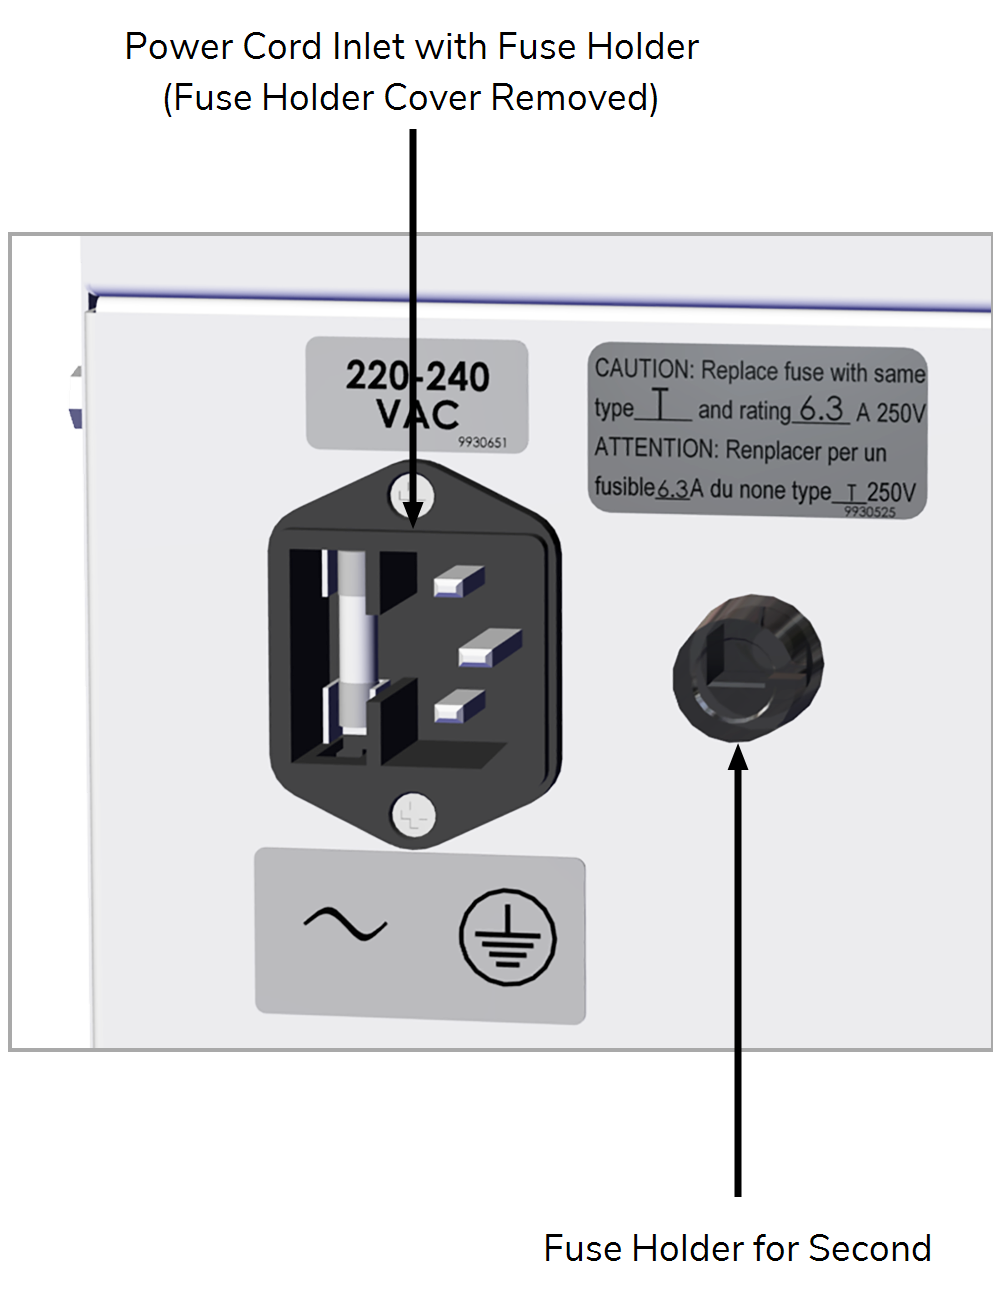 Power Cord Inlet with Fuse Holder
(Fuse Holder Cover Removed)
220-240
VAC
9930651
CAUTION: Replace fuse with same
type T and rating 6.3 A 250V
ATTENTION: Renplacer per un
fusible 6.3 A du none type T 250V
9930525
Fuse Holder for Second